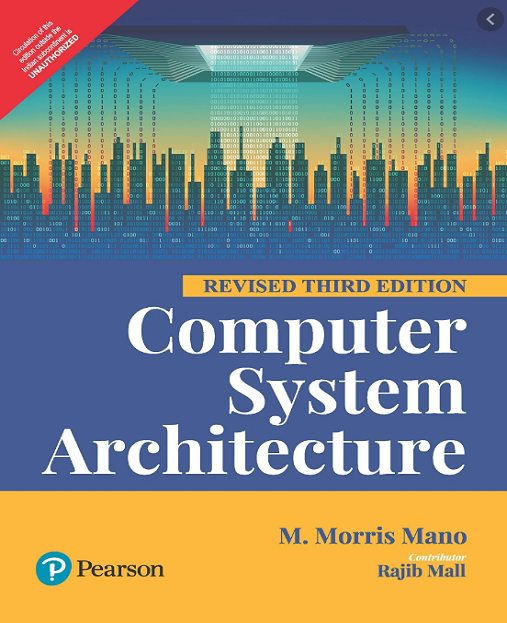 Circulation of this
edition outside the
Indian subcontinent is
UNAUTHORIZED
REVISED THIRD EDITION
Computer
System
Architecture
M. Morris Mano
Contributor
Rajib Mall
P Pearson